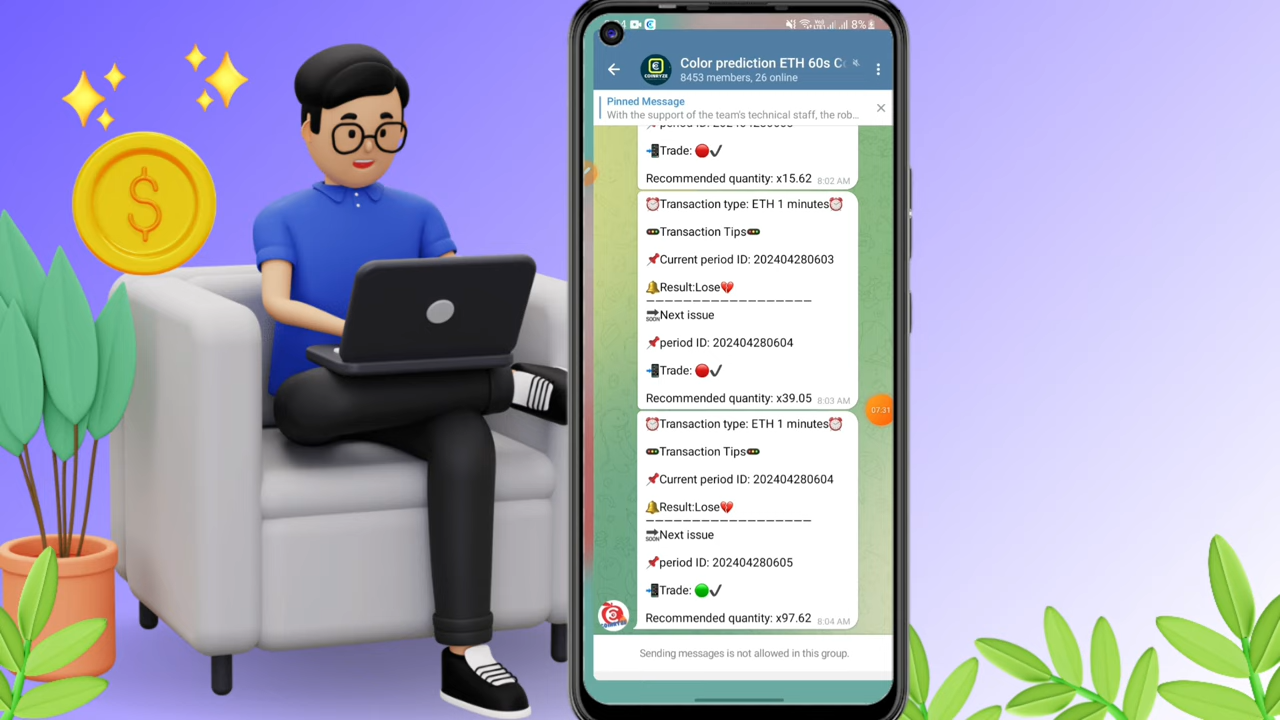 8%
Color prediction ETH 60s C
8453 members, 26 online
COINRYZE
Pinned Message
With the support of the team's technical staff, the rob...
Trade: 🔴✔
Recommended quantity: x15.62 8:02 AM
⏰Transaction type: ETH 1 minutes⏰
🚥Transaction Tips🚥
📌Current period ID: 202404280603
🔔Result:Lose💔
——————————————————
🔜Next issue
📌period ID: 202404280604
📲Trade: 🔴✔
Recommended quantity: x39.05 8:03 AM
⏰Transaction type: ETH 1 minutes⏰
🚥Transaction Tips🚥
📌Current period ID: 202404280604
🔔Result:Lose💔
——————————————————
🔜Next issue
📌period ID: 202404280605
📲Trade: 🟢✔
Recommended quantity: x97.62 8:04 AM
07:31
Sending messages is not allowed in this group.